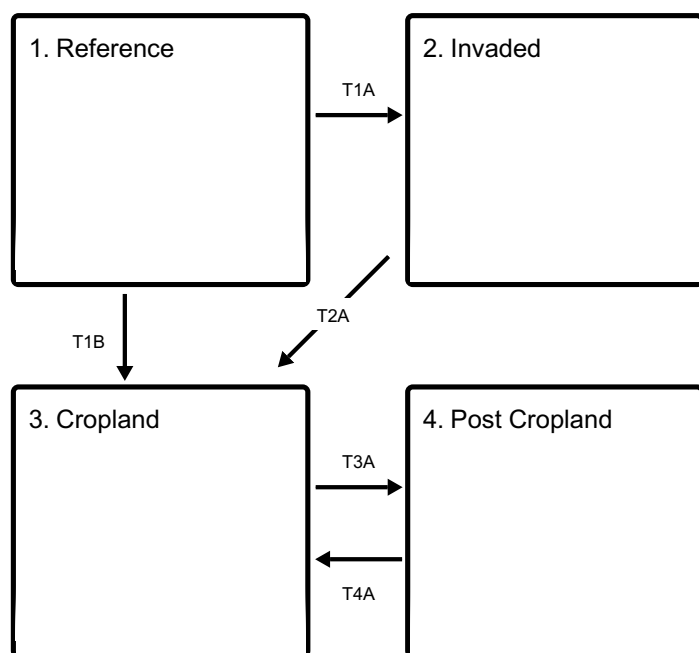 1. Reference
2. Invaded
T1A
T2A
T1B
3. Cropland
4. Post Cropland
T3A
T4A